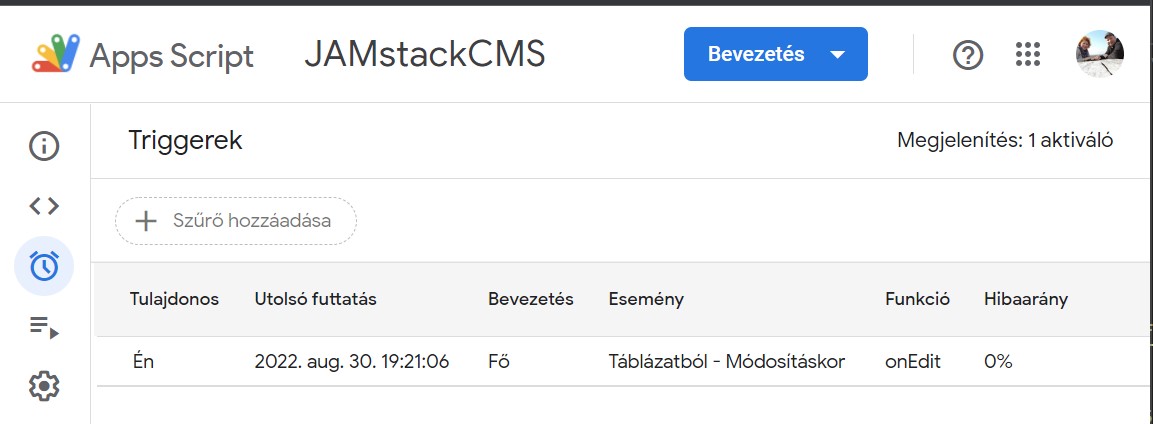 Apps Script JAMstackCMS Bevezetés
Triggerek Megjelenítés: 1 aktiváló
Szűrő hozzáadása
Tulajdonos Utolsó futtatás Bevezetés Esemény Funkció Hibaarány
Én 2022. aug. 30. 19:21:06 Fő Táblázatból - Módosításkor onEdit 0%